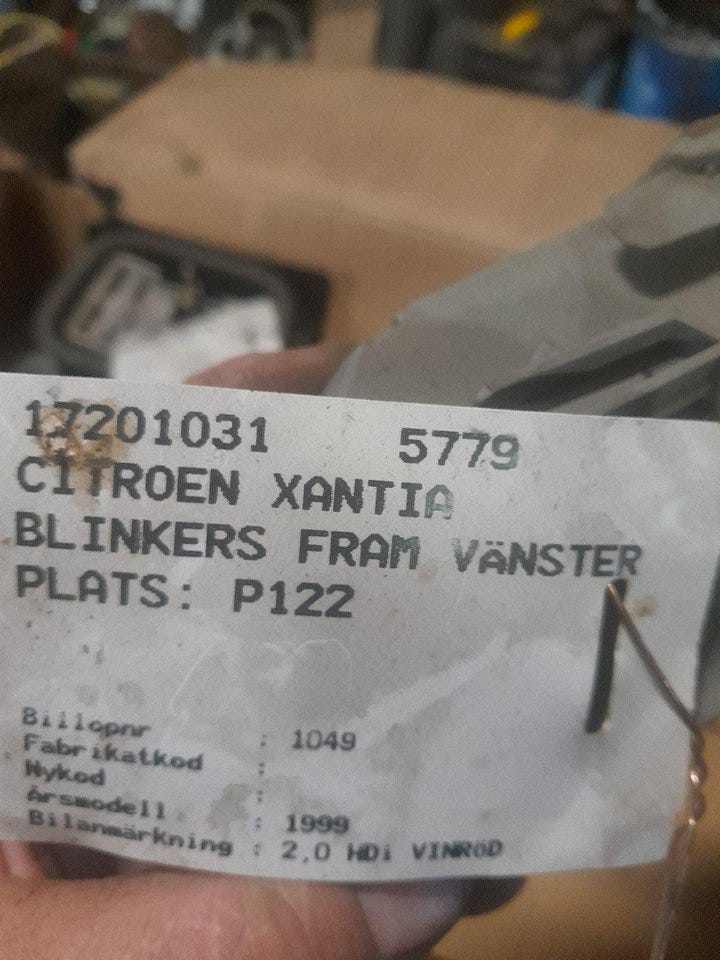 17201031 5779
CITROEN XANTIA
BLINKERS FRAM VÄNSTER
PLATS: P122
Billopnr : 1049
Fabrikatkod :
Nykod :
Årsmodell : 1999
Bilanmärkning : 2,0 HDi VINRÖD